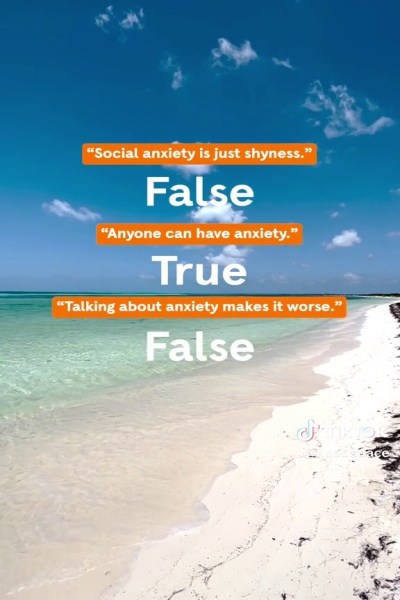 “Social anxiety is just shyness.”
False
“Anyone can have anxiety.”
True
“Talking about anxiety makes it worse.”
False